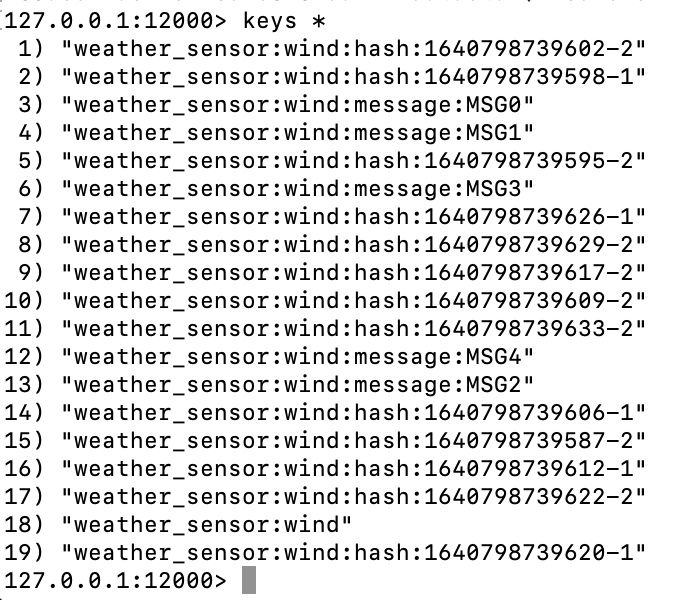 127.0.0.1:12000> keys *
1) "weather_sensor:wind:hash:1640798739602-2"
2) "weather_sensor:wind:hash:1640798739598-1"
3) "weather_sensor:wind:message:MSG0"
4) "weather_sensor:wind:message:MSG1"
5) "weather_sensor:wind:hash:1640798739595-2"
6) "weather_sensor:wind:message:MSG3"
7) "weather_sensor:wind:hash:1640798739626-1"
8) "weather_sensor:wind:hash:1640798739629-2"
9) "weather_sensor:wind:hash:1640798739617-2"
10) "weather_sensor:wind:hash:1640798739609-2"
11) "weather_sensor:wind:hash:1640798739633-2"
12) "weather_sensor:wind:message:MSG4"
13) "weather_sensor:wind:message:MSG2"
14) "weather_sensor:wind:hash:1640798739606-1"
15) "weather_sensor:wind:hash:1640798739587-2"
16) "weather_sensor:wind:hash:1640798739612-1"
17) "weather_sensor:wind:hash:1640798739622-2"
18) "weather_sensor:wind"
19) "weather_sensor:wind:hash:1640798739620-1"
127.0.0.1:12000>